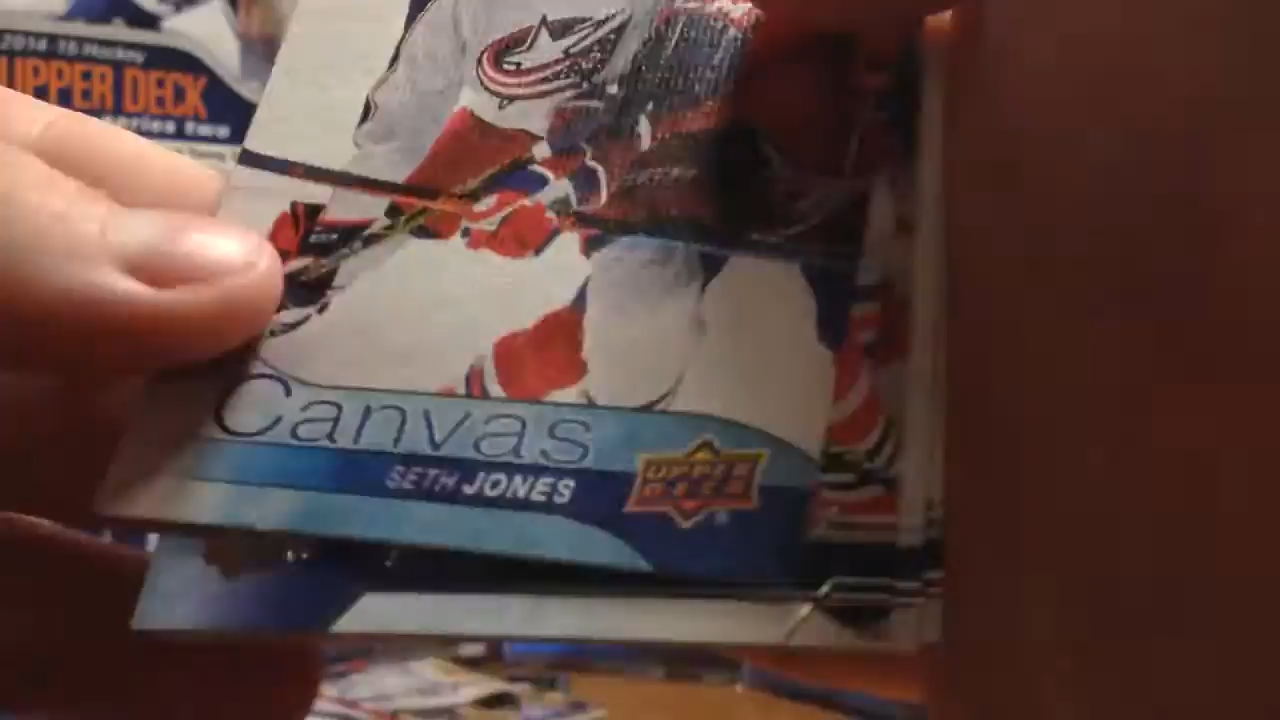 2014-15 Hockey
UPPER DECK
series two
Canvas
SETH JONES
UPPER
DECK